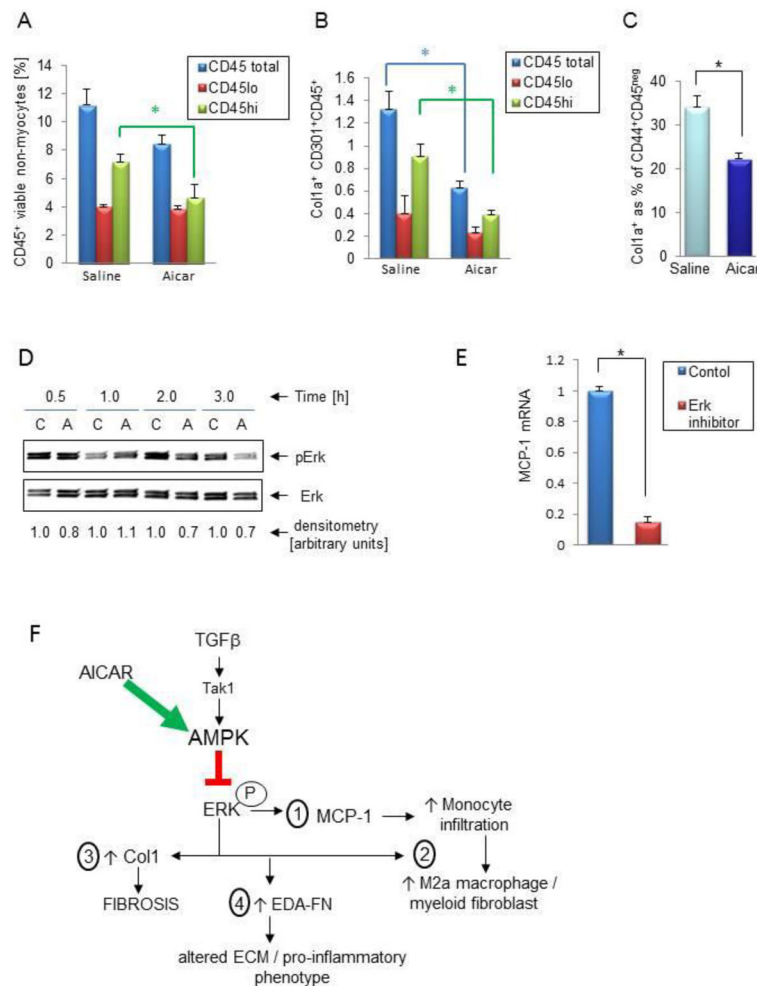 A
CD45⁺ viable non-myocytes [%]
14
12
10
8
6
4
2
0
*
CD45 total
CD45lo
CD45hi
Saline Aicar
B
Col1a⁺ CD301⁺CD45⁺
1.6
1.4
1.2
1
0.8
0.6
0.4
0.2
0
*
*
CD45 total
CD45lo
CD45hi
Saline Aicar
C
Col1a⁺ as % of CD44⁺CD45ⁿᵉᵍ
40
30
20
10
0
*
Saline Aicar
D
0.5 1.0 2.0 3.0 Time [h]
C A C A C A C A
pErk
Erk
1.0 0.8 1.0 1.1 1.0 0.7 1.0 0.7
densitometry
[arbitrary units]
E
MCP-1 mRNA
1.2
1
0.8
0.6
0.4
0.2
0
*
Contol
Erk
inhibitor
F
TGFβ
AICAR
Tak1
AMPK
ERK P
1 MCP-1
↑ Monocyte
infiltration
3 ↑ Col1
FIBROSIS
2
↑ M2a macrophage /
myeloid fibroblast
4 ↑ EDA-FN
altered ECM / pro-inflammatory
phenotype